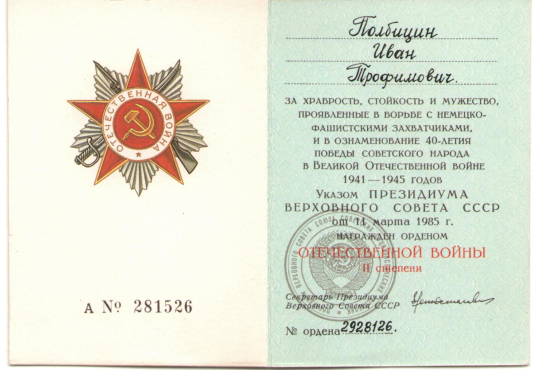 ОТЕЧЕСТВЕННАЯ ВОЙНА
А № 281526
Полбицин
Иван
Трофимович.
ЗА ХРАБРОСТЬ, СТОЙКОСТЬ И МУЖЕСТВО,
ПРОЯВЛЕННЫЕ В БОРЬБЕ С НЕМЕЦКО-
ФАШИСТСКИМИ ЗАХВАТЧИКАМИ,
И В ОЗНАМЕНОВАНИЕ 40-ЛЕТИЯ
ПОБЕДЫ СОВЕТСКОГО НАРОДА
В ВЕЛИКОЙ ОТЕЧЕСТВЕННОЙ ВОЙНЕ
1941—1945 ГОДОВ
УКАЗОМ ПРЕЗИДИУМА
ВЕРХОВНОГО СОВЕТА СССР
от 11 марта 1985 г.
НАГРАЖДЕН ОРДЕНОМ
ОТЕЧЕСТВЕННОЙ ВОЙНЫ
II степени
Секретарь Президиума
Верховного Совета СССР
№ ордена 2928126.